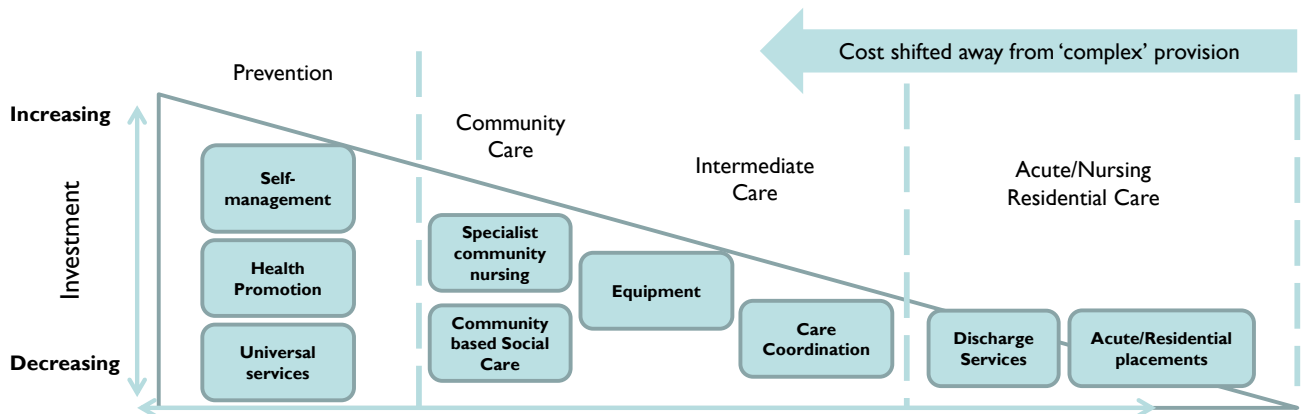 Cost shifted away from ‘complex’ provision
Prevention
Increasing
Community
Care
Intermediate
Care
Acute/Nursing
Residential Care
Self-
management
Investment
Specialist
community
nursing
Health
Promotion
Equipment
Community
based Social
Care
Care
Coordination
Universal
services
Discharge
Services
Acute/Residential
placements
Decreasing